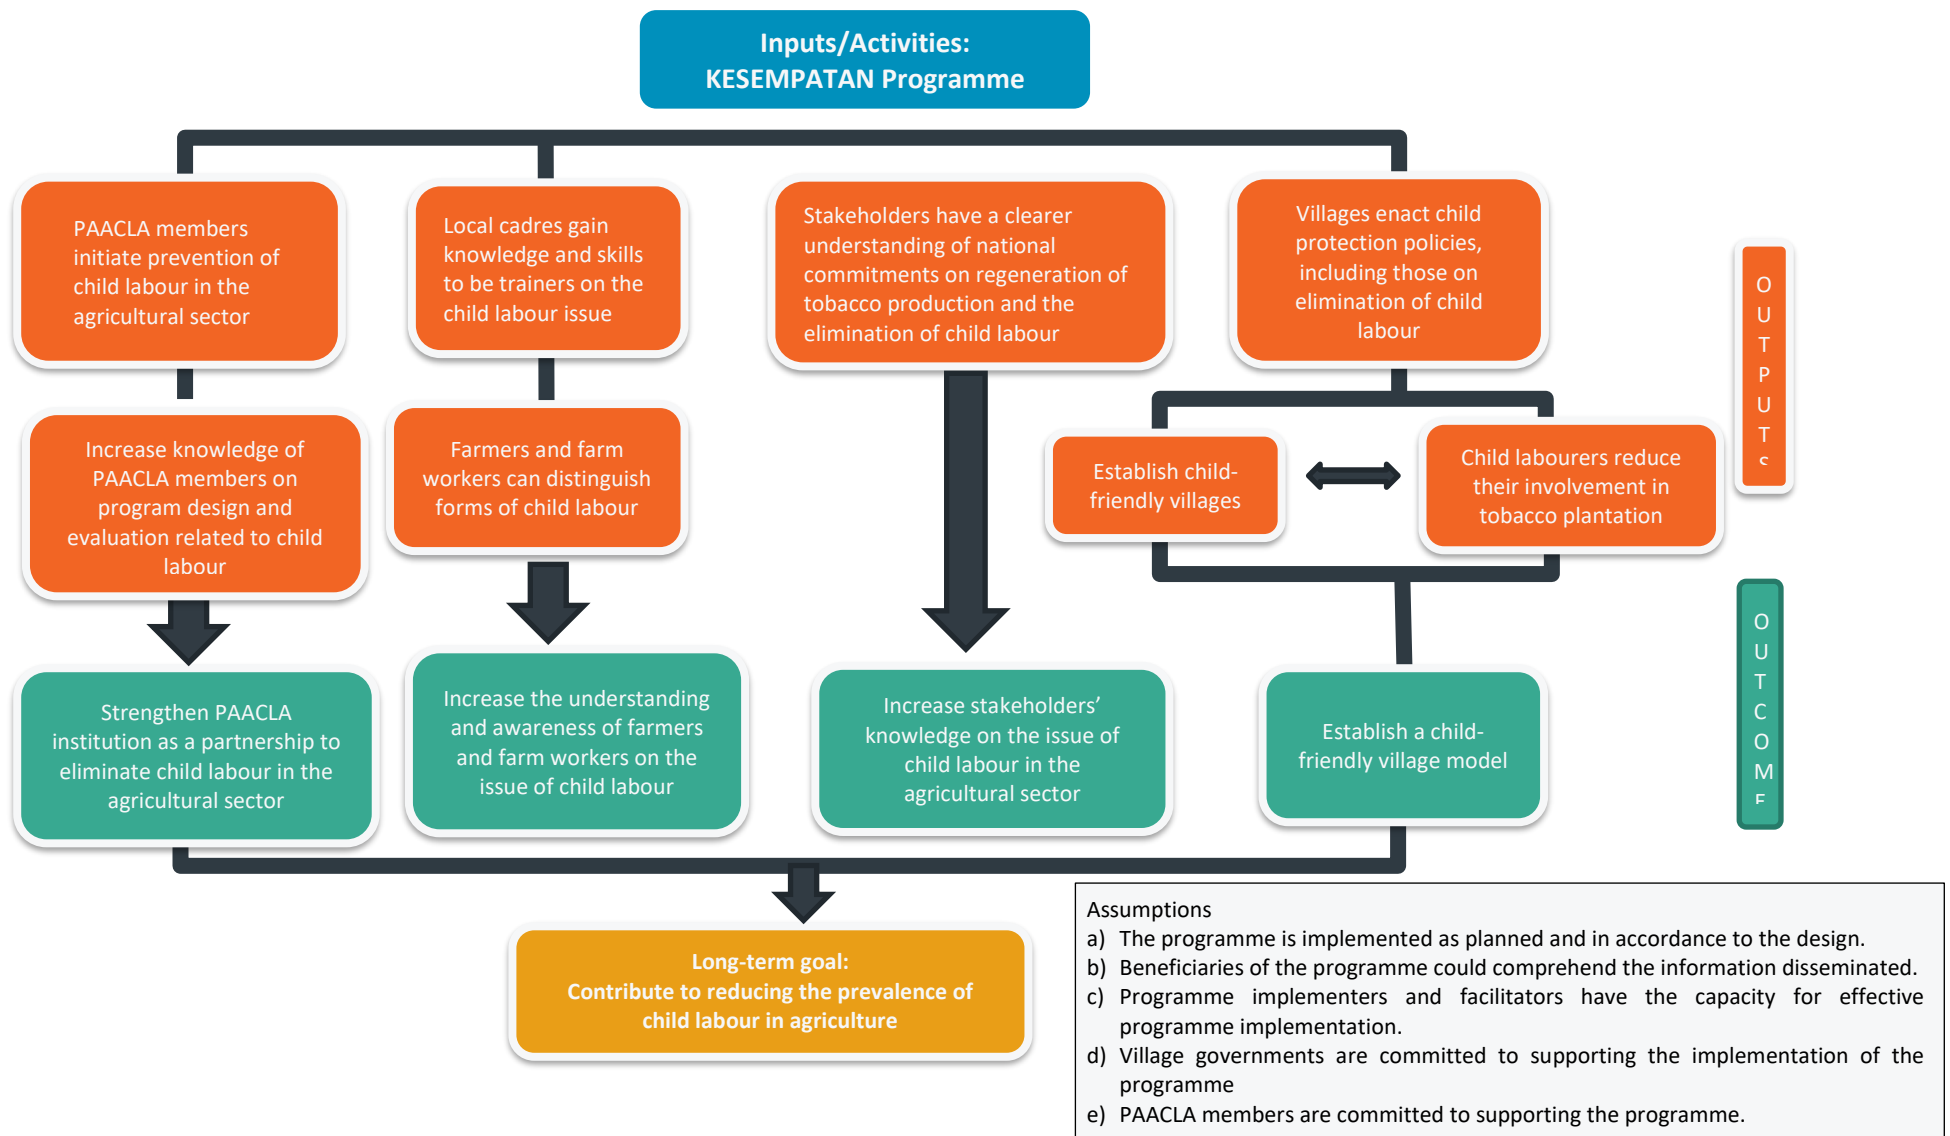 Inputs/Activities:
KESEMPATAN Programme
PAACLA members
initiate prevention of
child labour in the
agricultural sector
Local cadres gain
knowledge and skills
to be trainers on the
child labour issue
Stakeholders have a clearer
understanding of national
commitments on regeneration of
tobacco production and the
elimination of child labour
Villages enact child
protection policies,
including those on
elimination of child
labour
O
U
T
P
U
T
S
Increase knowledge of
PAACLA members on
program design and
evaluation related to child
labour
Farmers and farm
workers can distinguish
forms of child labour
Establish child-
friendly villages
Child labourers reduce
their involvement in
tobacco plantation
O
U
T
C
O
M
E
Strengthen PAACLA
institution as a partnership to
eliminate child labour in the
agricultural sector
Increase the understanding
and awareness of farmers
and farm workers on the
issue of child labour
Increase stakeholders’
knowledge on the issue of
child labour in the
agricultural sector
Establish a child-
friendly village model
Long-term goal:
Contribute to reducing the prevalence of
child labour in agriculture
Assumptions
a) The programme is implemented as planned and in accordance to the design.
b) Beneficiaries of the programme could comprehend the information disseminated.
c) Programme implementers and facilitators have the capacity for effective
programme implementation.
d) Village governments are committed to supporting the implementation of the
programme
e) PAACLA members are committed to supporting the programme.